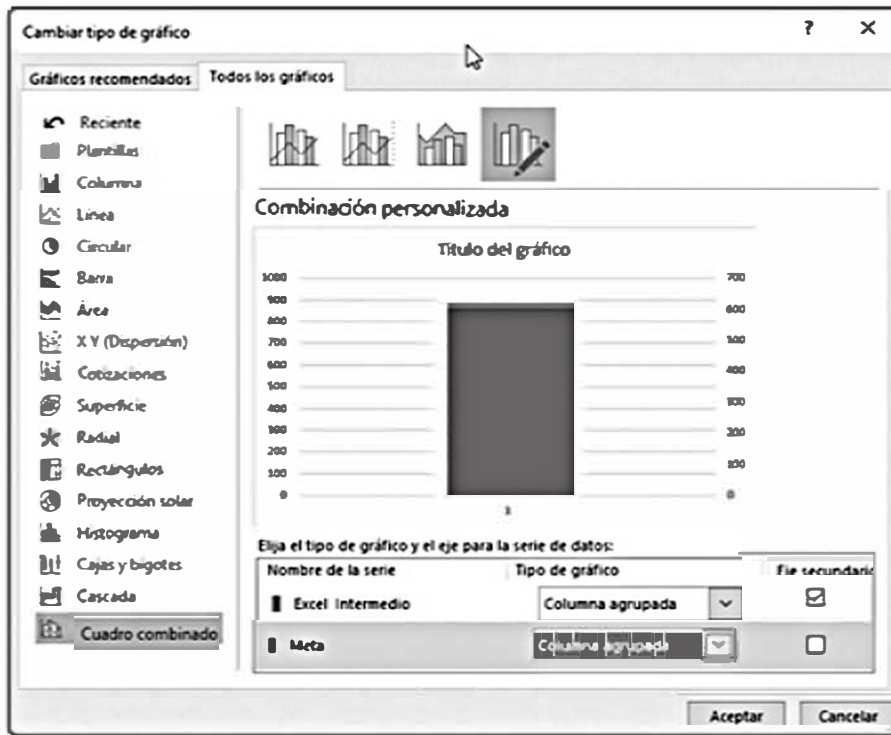 Cambiar tipo de gráfico
?
Gráficos recomendados
Todos los gráficos
Reciente
Plantillas
Columna
Línea
Circular
Barra
Área
X Y (Dispersión)
Cotizaciones
Superficie
Radial
Rectángulos
Proyección solar
Histograma
Cajas y bigotes
Cascada
Cuadro combinado
Combinación personalizada
Título del gráfico
1000
900
800
700
600
500
400
300
200
100
0
700
600
500
400
300
200
100
0
1
Elija el tipo de gráfico y el eje para la serie de datos:
Nombre de la serie
Tipo de gráfico
Eje secundario
Excel Intermedio
Columna agrupada
Meta
Columna agrupada
Aceptar
Cancelar